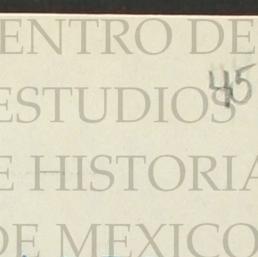 ENTRO DE
45
ESTUDIOS
E HISTORIA
DE MEXICO